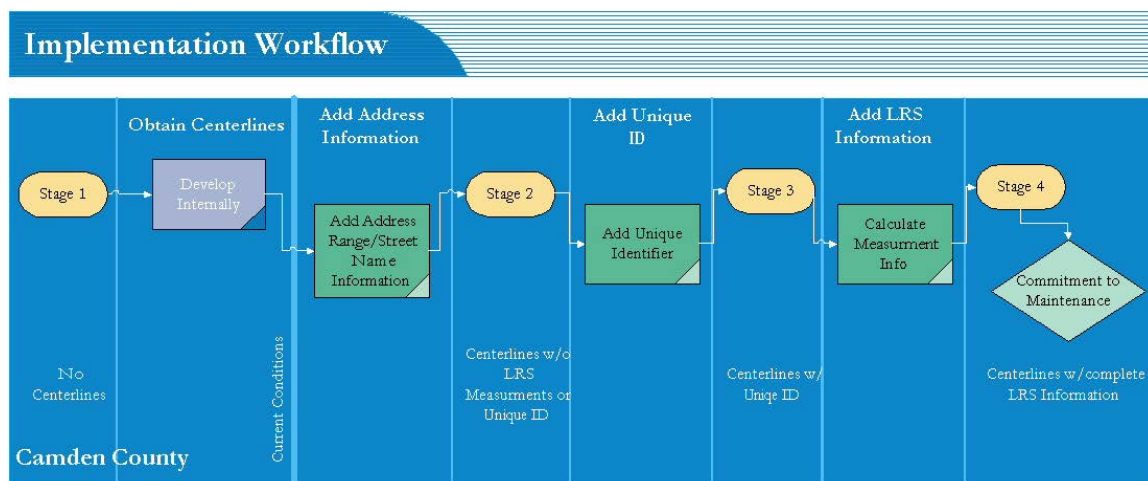 Implementation Workflow
Obtain Centerlines
Add Address
Information
Add Unique
ID
Add LRS
Information
Stage 1
Develop
Internally
Add Address
Range/Street
Name
Information
Stage 2
Add Unique
Identifier
Stage 3
Calculate
Measurment
Info
Stage 4
Commitment to
Maintenance
No
Centerlines
Current Conditions
Centerlines w/o
LRS
Measurments or
Unique ID
Centerlines w/
Uniqe ID
Centerlines w/complete
LRS Information
Camden County